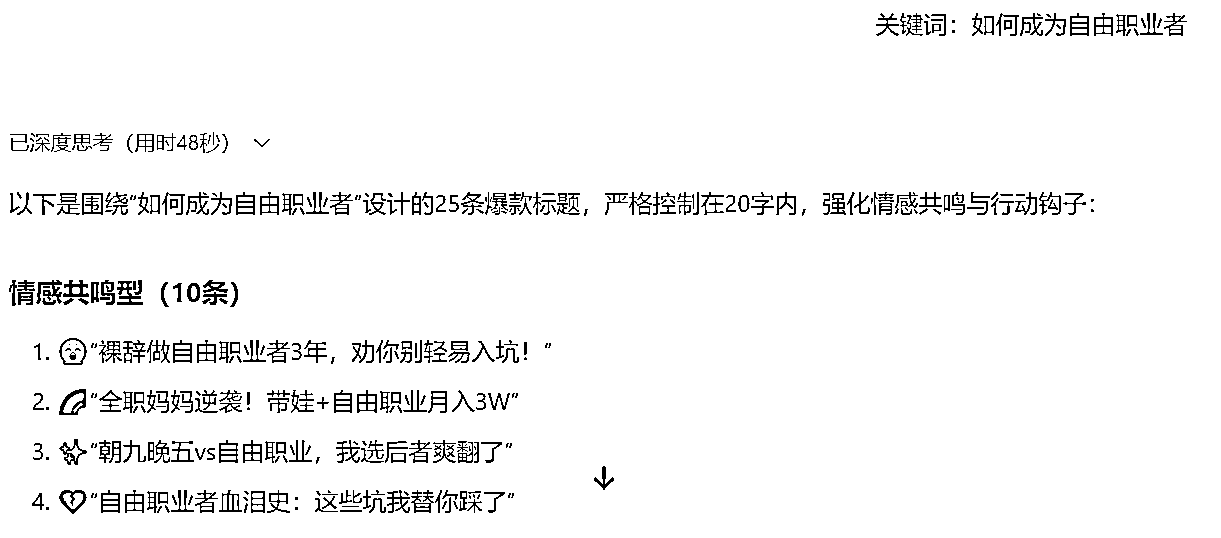 关键词：如何成为自由职业者
已深度思考（用时48秒）
以下是围绕“如何成为自由职业者”设计的25条爆款标题，严格控制在20字内，强化情感共鸣与行动钩子：
情感共鸣型（10条）
1. 😮“裸辞做自由职业者3年，劝你别轻易入坑！”
2. 🌈“全职妈妈逆袭！带娃+自由职业月入3W”
3. ✨“朝九晚五vs自由职业，我选后者爽翻了”
4. 💔“自由职业者血泪史：这些坑我替你踩了”